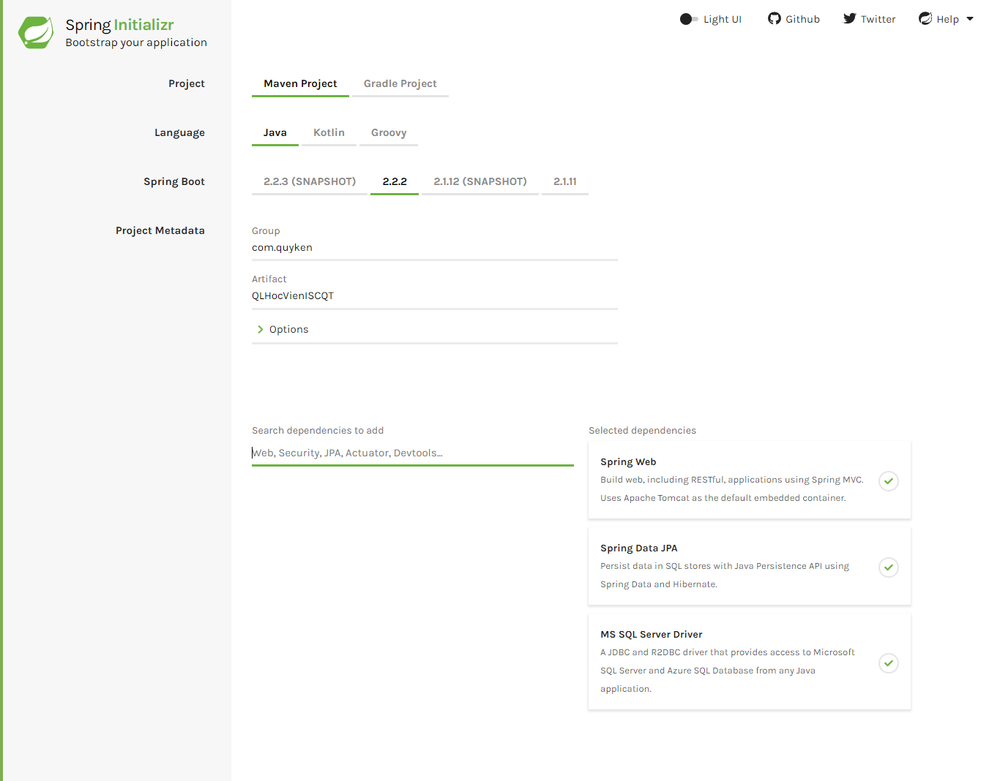 Spring Initializr
Bootstrap your application
Light UI
Github
Twitter
Help
Project
Maven Project
Gradle Project
Language
Java
Kotlin
Groovy
Spring Boot
2.2.3 (SNAPSHOT)
2.2.2
2.1.12 (SNAPSHOT)
2.1.11
Project Metadata
Group
com.quyken
Artifact
QLHocVienISCQT
Options
Search dependencies to add
Web, Security, JPA, Actuator, Devtools...
Selected dependencies
Spring Web
Build web, including RESTful, applications using Spring MVC.
Uses Apache Tomcat as the default embedded container.
Spring Data JPA
Persist data in SQL stores with Java Persistence API using
Spring Data and Hibernate.
MS SQL Server Driver
A JDBC and R2DBC driver that provides access to Microsoft
SQL Server and Azure SQL Database from any Java
application.